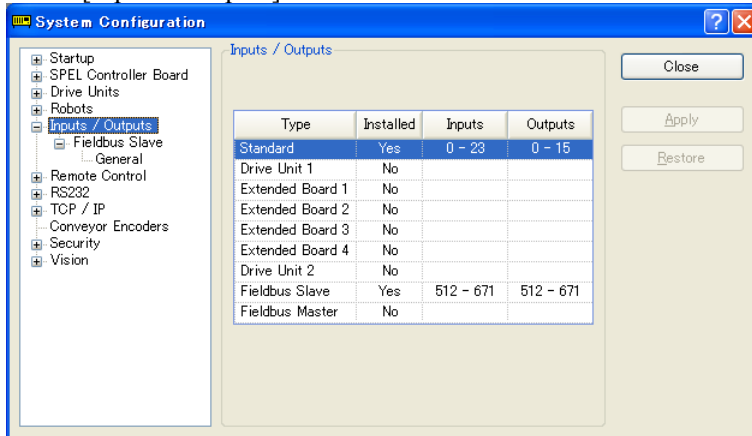 System Configuration
Startup
SPEL Controller Board
Drive Units
Robots
Inputs / Outputs
Fieldbus Slave
General
Remote Control
RS232
TCP / IP
Conveyor Encoders
Security
Vision
Inputs / Outputs
Type Installed Inputs Outputs
Standard Yes 0 - 23 0 - 15
Drive Unit 1 No
Extended Board 1 No
Extended Board 2 No
Extended Board 3 No
Extended Board 4 No
Drive Unit 2 No
Fieldbus Slave Yes 512 - 671 512 - 671
Fieldbus Master No
Close
Apply
Restore